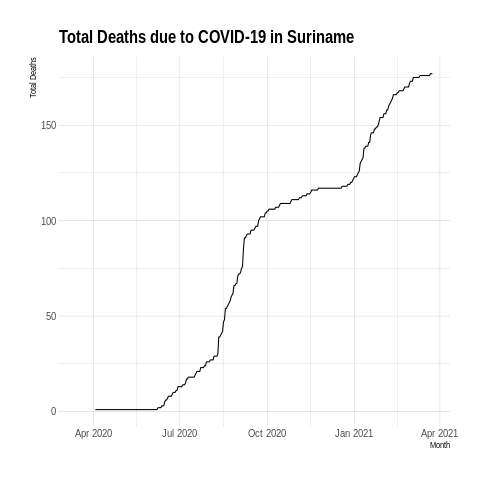 Total Deaths due to COVID-19 in Suriname
Total Deaths
150
100
50
0
Apr 2020 Jul 2020 Oct 2020 Jan 2021 Apr 2021
Month